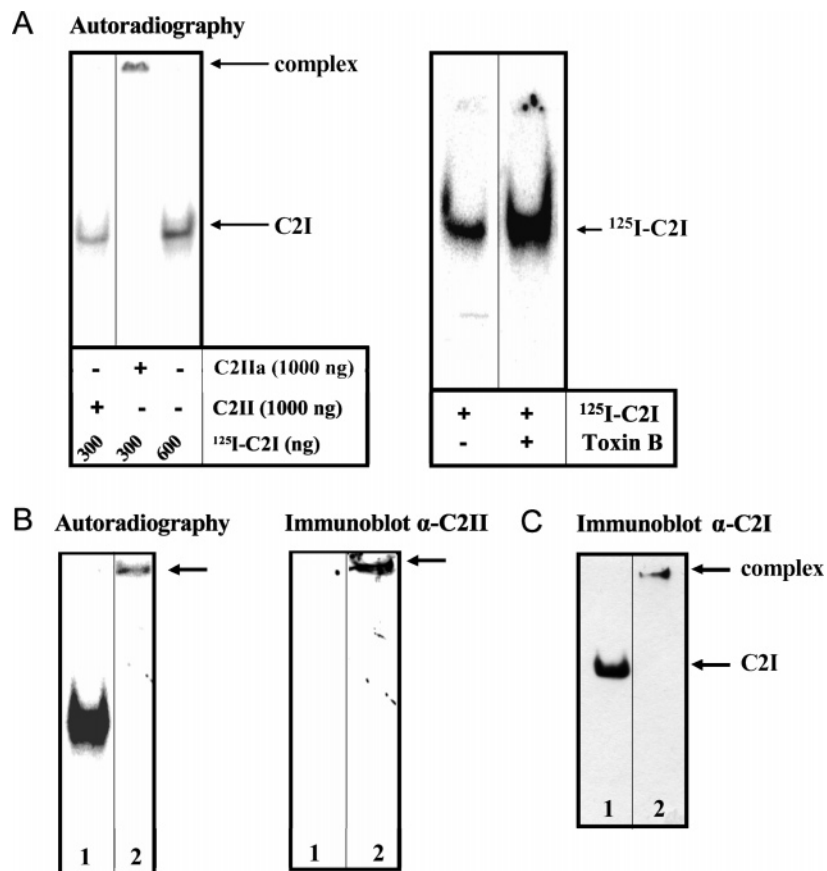 A
Autoradiography
complex
C2I
- + - C2IIa (1000 ng)
+ - - C2II (1000 ng)
300 300 600 ¹²⁵I-C2I (ng)
¹²⁵I-C2I
+ + ¹²⁵I-C2I
- + Toxin B
B Autoradiography
1 2
Immunoblot α-C2II
1 2
C Immunoblot α-C2I
complex
C2I
1 2